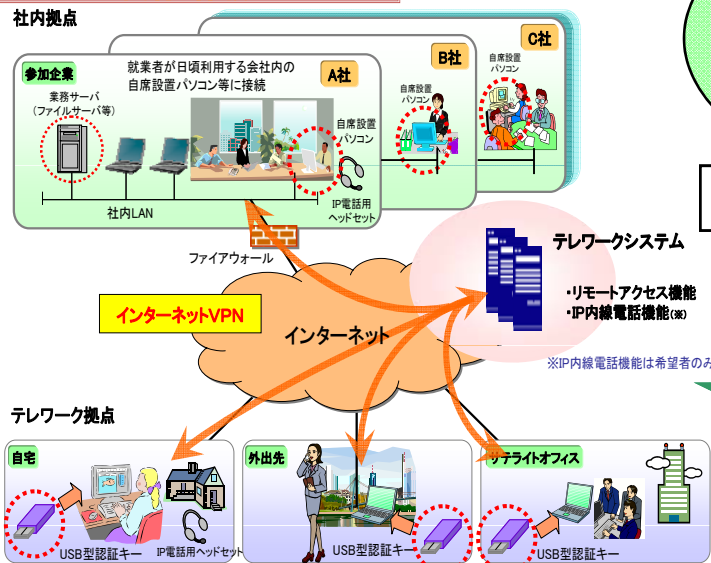 社内拠点
C社
B社
A社
参加企業
就業者が日頃利用する会社内の
自席設置パソコン等に接続
業務サーバ
(ファイルサーバ等)
自席設置
パソコン
自席設置
パソコン
自席設置
パソコン
IP電話用
ヘッドセット
社内LAN
ファイアウォール
テレワークシステム
・リモートアクセス機能
・IP内線電話機能(※)
※IP内線電話機能は希望者のみ
インターネットVPN
インターネット
テレワーク拠点
自宅
USB型認証キー
IP電話用ヘッドセット
外出先
USB型認証キー
サテライトオフィス
USB型認証キー